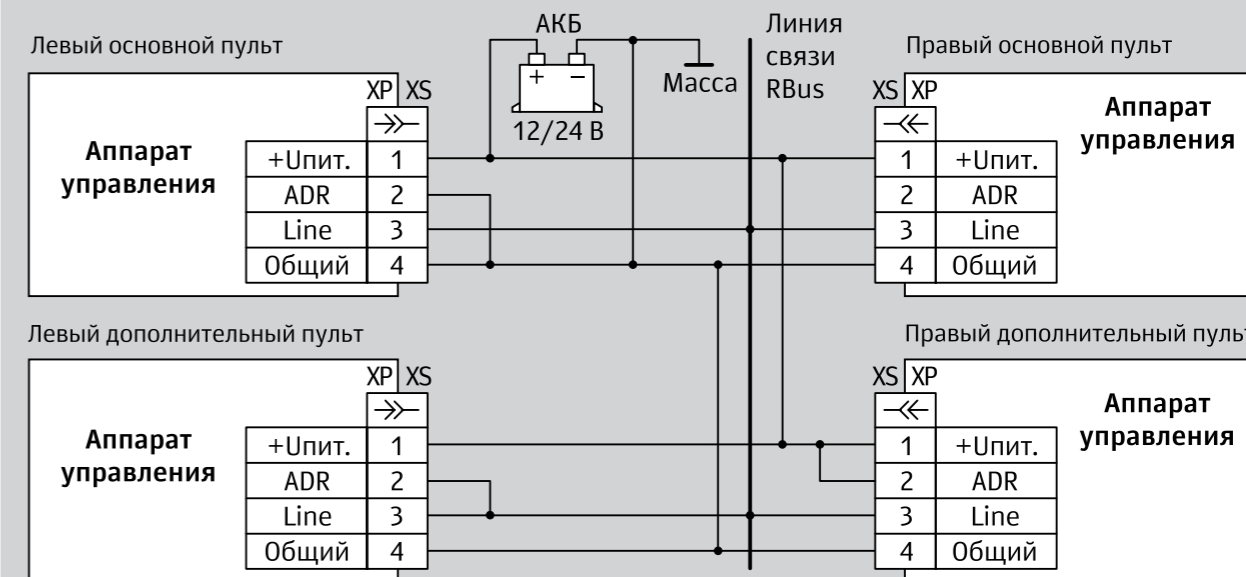 Левый основной пульт
АКБ
Линия
связи
RBus
Правый основной пульт
+ −
12/24 В
Масса
XP XS
Аппарат
управления
+Uпит. 1
ADR 2
Line 3
Общий 4
XS XP
Аппарат
управления
1 +Uпит.
2 ADR
3 Line
4 Общий
Левый дополнительный пульт
Правый дополнительный пульт
XP XS
Аппарат
управления
+Uпит. 1
ADR 2
Line 3
Общий 4
XS XP
Аппарат
управления
1 +Uпит.
2 ADR
3 Line
4 Общий